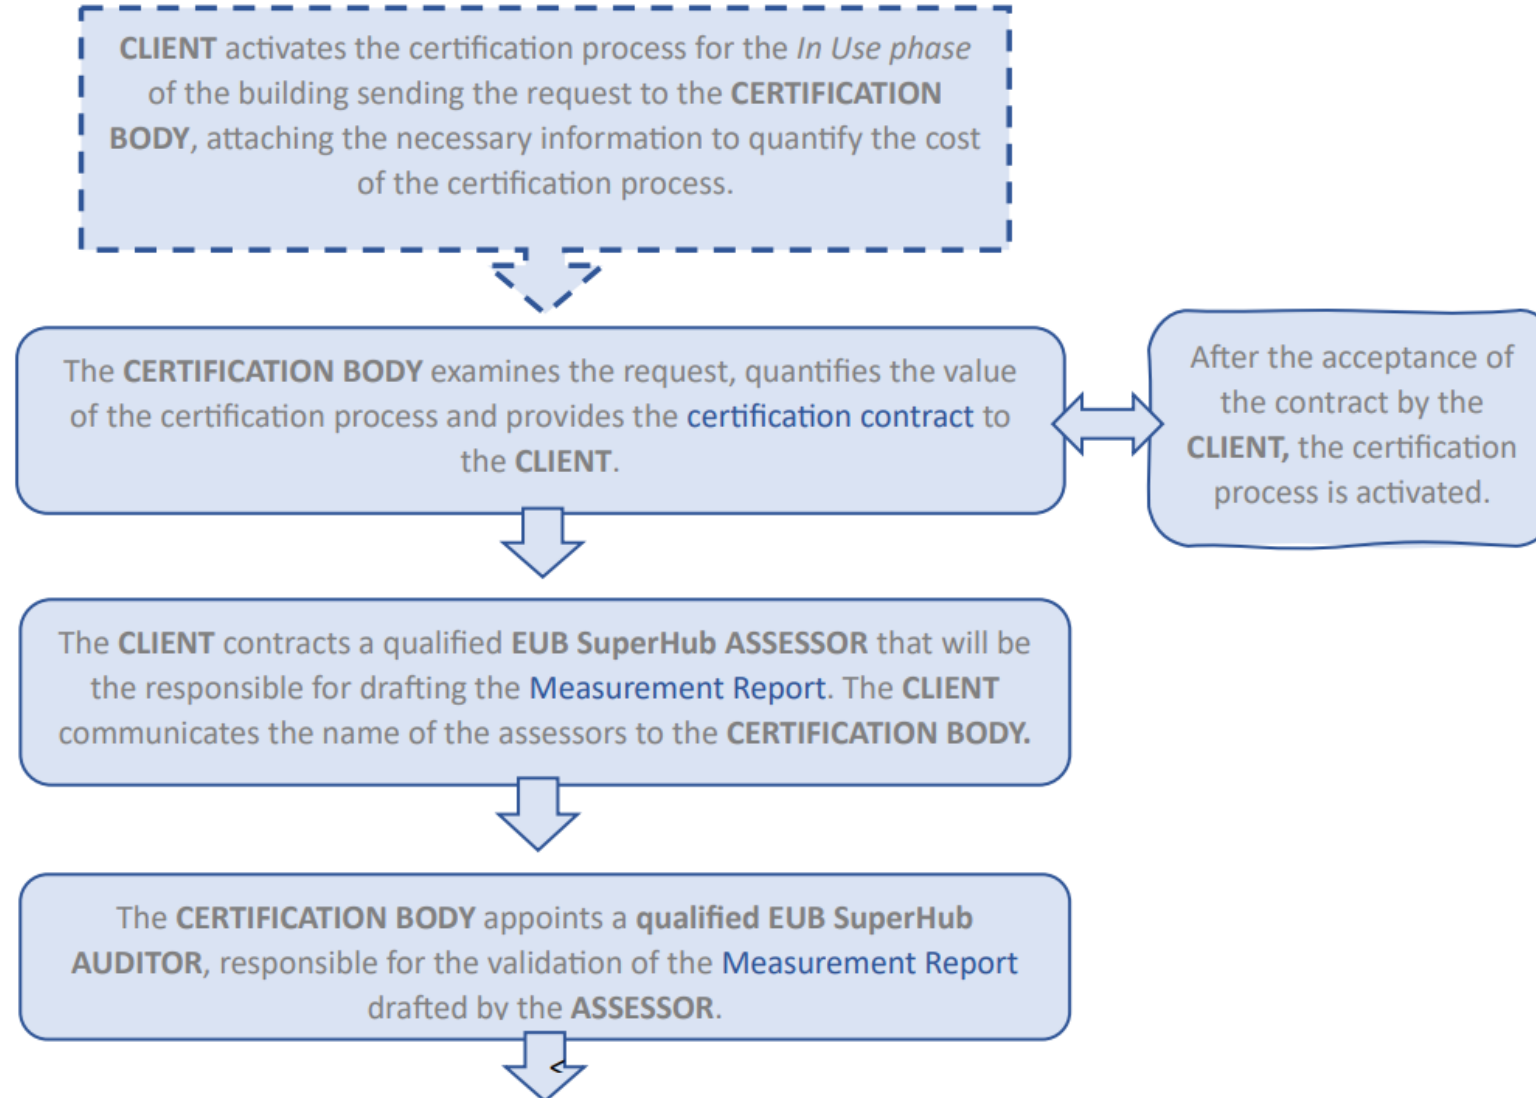 CLIENT activates the certification process for the In Use phase
of the building sending the request to the CERTIFICATION
BODY, attaching the necessary information to quantify the cost
of the certification process.
The CERTIFICATION BODY examines the request, quantifies the value
of the certification process and provides the certification contract to
the CLIENT.
After the acceptance of
the contract by the
CLIENT, the certification
process is activated.
The CLIENT contracts a qualified EUB SuperHub ASSESSOR that will be
the responsible for drafting the Measurement Report. The CLIENT
communicates the name of the assessors to the CERTIFICATION BODY.
The CERTIFICATION BODY appoints a qualified EUB SuperHub
AUDITOR, responsible for the validation of the Measurement Report
drafted by the ASSESSOR.
<